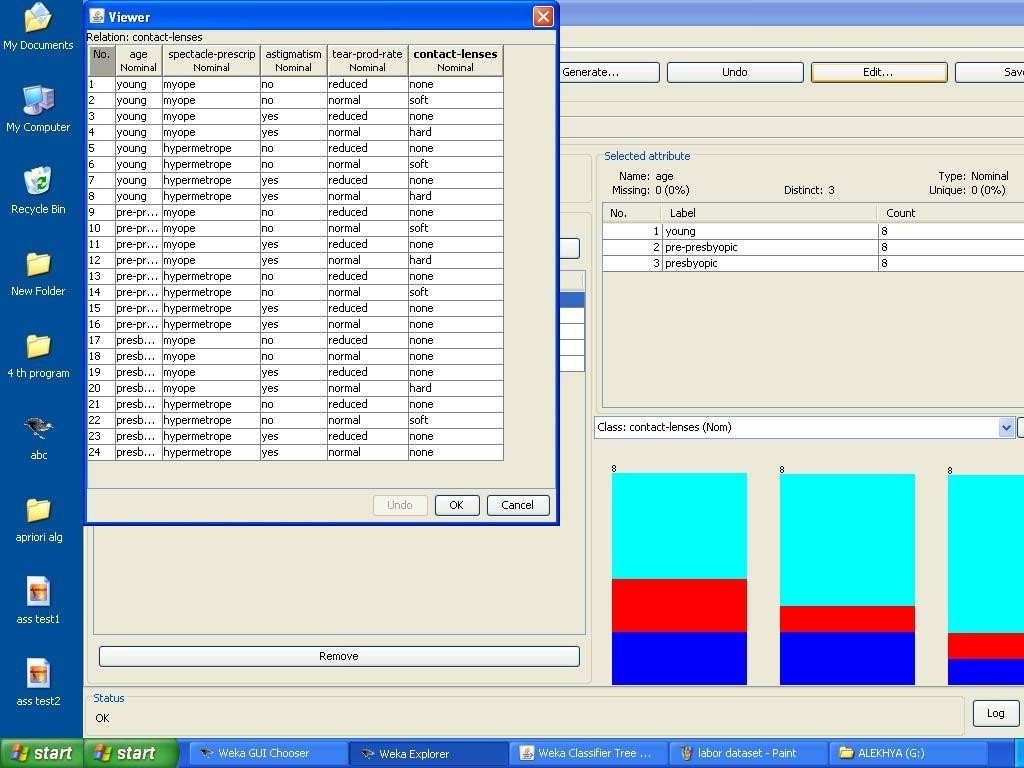 My Documents
My Computer
Recycle Bin
New Folder
4 th program
abc
apriori alg
ass test1
ass test2
Viewer
Relation: contact-lenses
No. age spectacle-prescrip astigmatism tear-prod-rate contact-lenses
Nominal Nominal Nominal Nominal Nominal
1 young myope no reduced none
2 young myope no normal soft
3 young myope yes reduced none
4 young myope yes normal hard
5 young hypermetrope no reduced none
6 young hypermetrope no normal soft
7 young hypermetrope yes reduced none
8 young hypermetrope yes normal hard
9 pre-pr... myope no reduced none
10 pre-pr... myope no normal soft
11 pre-pr... myope yes reduced none
12 pre-pr... myope yes normal hard
13 pre-pr... hypermetrope no reduced none
14 pre-pr... hypermetrope no normal soft
15 pre-pr... hypermetrope yes reduced none
16 pre-pr... hypermetrope yes normal none
17 presb... myope no reduced none
18 presb... myope no normal none
19 presb... myope yes reduced none
20 presb... myope yes normal hard
21 presb... hypermetrope no reduced none
22 presb... hypermetrope no normal soft
23 presb... hypermetrope yes reduced none
24 presb... hypermetrope yes normal none
Undo OK Cancel
Generate... Undo Edit... Save
Selected attribute
Name: age Type: Nominal
Missing: 0 (0%) Distinct: 3 Unique: 0 (0%)
No. Label Count
1 young 8
2 pre-presbyopic 8
3 presbyopic 8
Class: contact-lenses (Nom)
8 8 8
Remove
Status
OK
Log
start start Weka GUI Chooser Weka Explorer Weka Classifier Tree ... labor dataset - Paint ALEKHYA (G:)